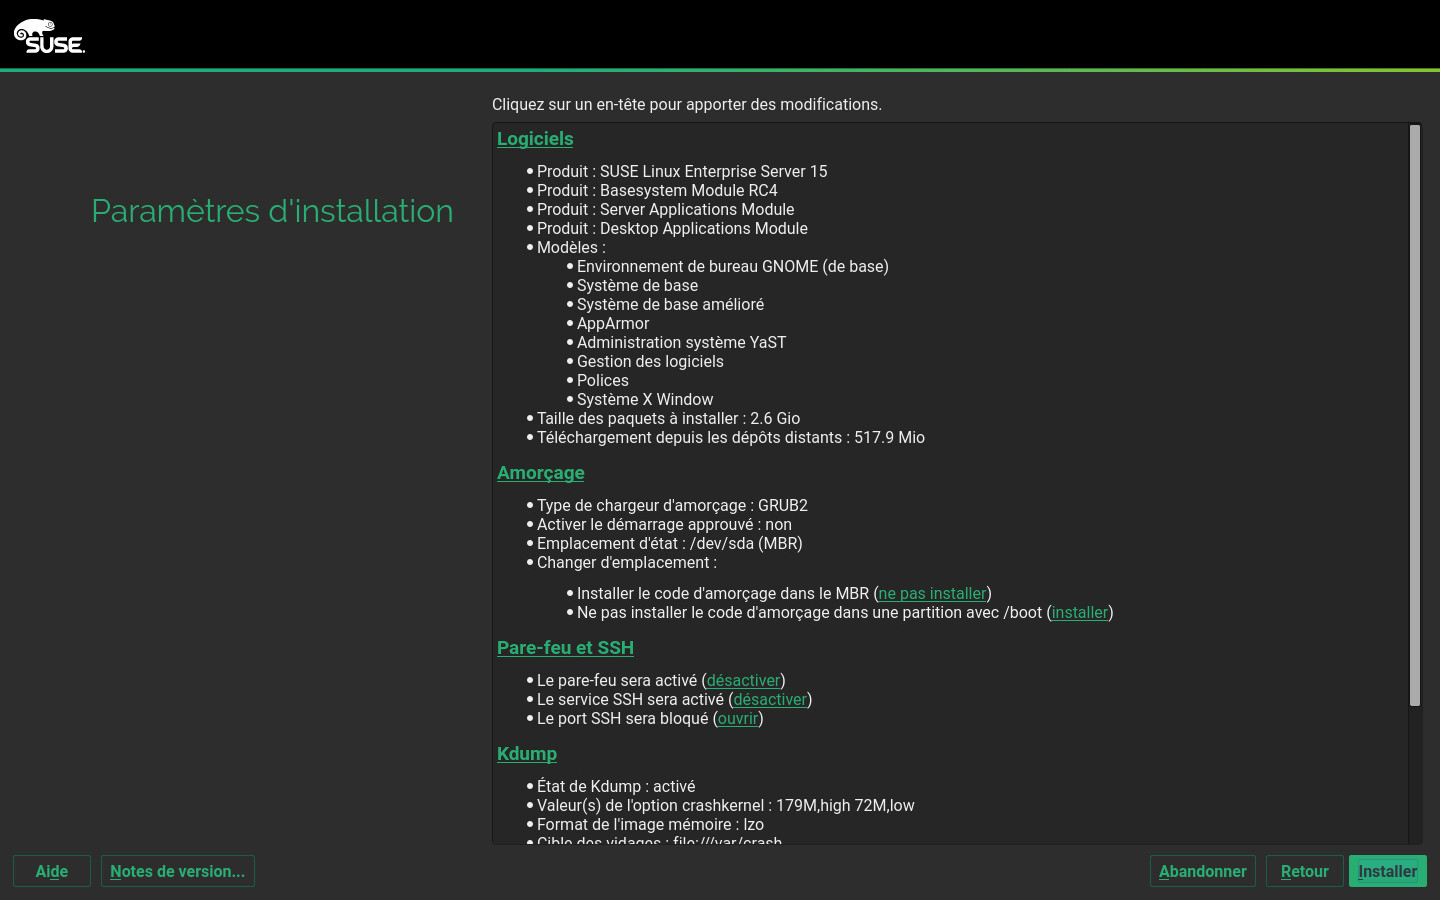 SUSE
Cliquez sur un en-tête pour apporter des modifications.
Paramètres d'installation
Logiciels
Produit : SUSE Linux Enterprise Server 15
Produit : Basesystem Module RC4
Produit : Server Applications Module
Produit : Desktop Applications Module
Modèles :
Environnement de bureau GNOME (de base)
Système de base
Système de base amélioré
AppArmor
Administration système YaST
Gestion des logiciels
Polices
Système X Window
Taille des paquets à installer : 2.6 Gio
Téléchargement depuis les dépôts distants : 517.9 Mio
Amorçage
Type de chargeur d'amorçage : GRUB2
Activer le démarrage approuvé : non
Emplacement d'état : /dev/sda (MBR)
Changer d'emplacement :
Installer le code d'amorçage dans le MBR (ne pas installer)
Ne pas installer le code d'amorçage dans une partition avec /boot (installer)
Pare-feu et SSH
Le pare-feu sera activé (désactiver)
Le service SSH sera activé (désactiver)
Le port SSH sera bloqué (ouvrir)
Kdump
État de Kdump : activé
Valeur(s) de l'option crashkernel : 179M,high 72M,low
Format de l'image mémoire : lzo
Cible des vidages : file:///var/crash
Aide
Notes de version...
Abandonner
Retour
Installer